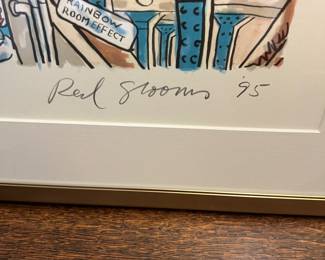 RAINBOW
ROOM EFFECT
Red Grooms '95